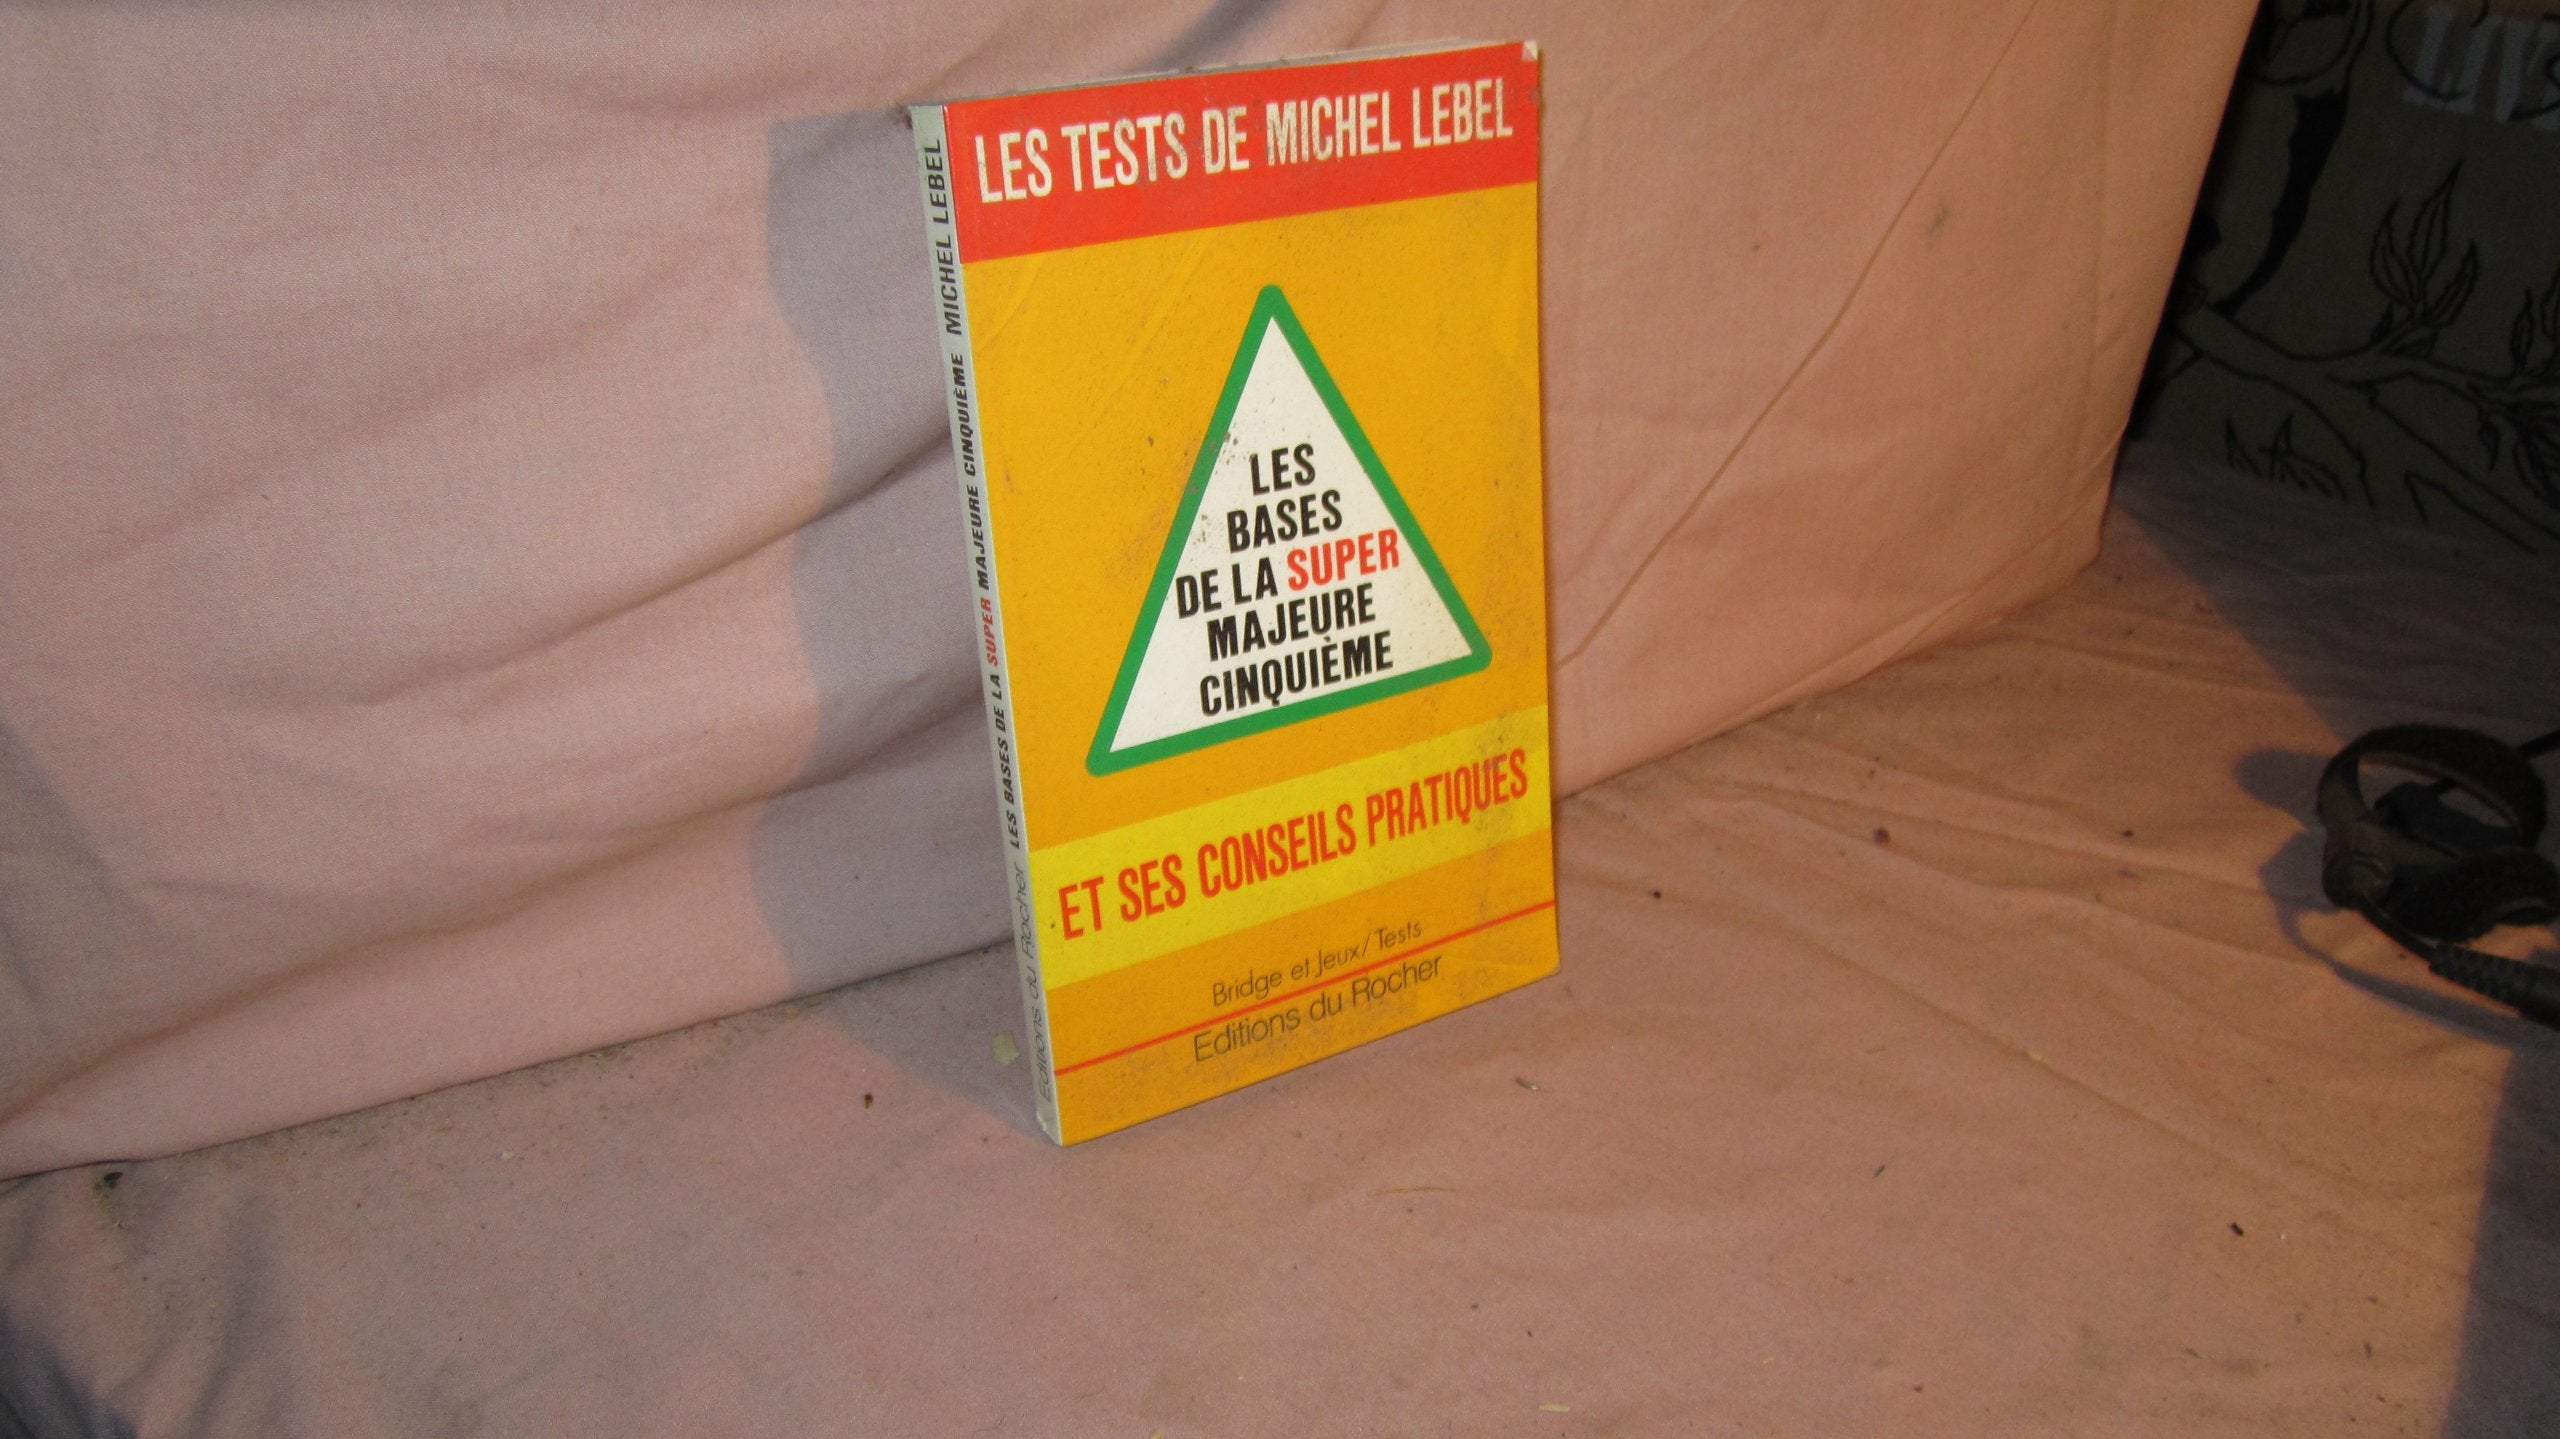 LES TESTS DE MICHEL LEBEL
LES
BASES
DE LA SUPER
MAJEURE
CINQUIÈME
ET SES CONSEILS PRATIQUES
Bridge et Jeux/Tests
Editions du Rocher
Editions du Rocher LES BASES DE LA SUPER MAJEURE CINQUIÈME MICHEL LEBEL